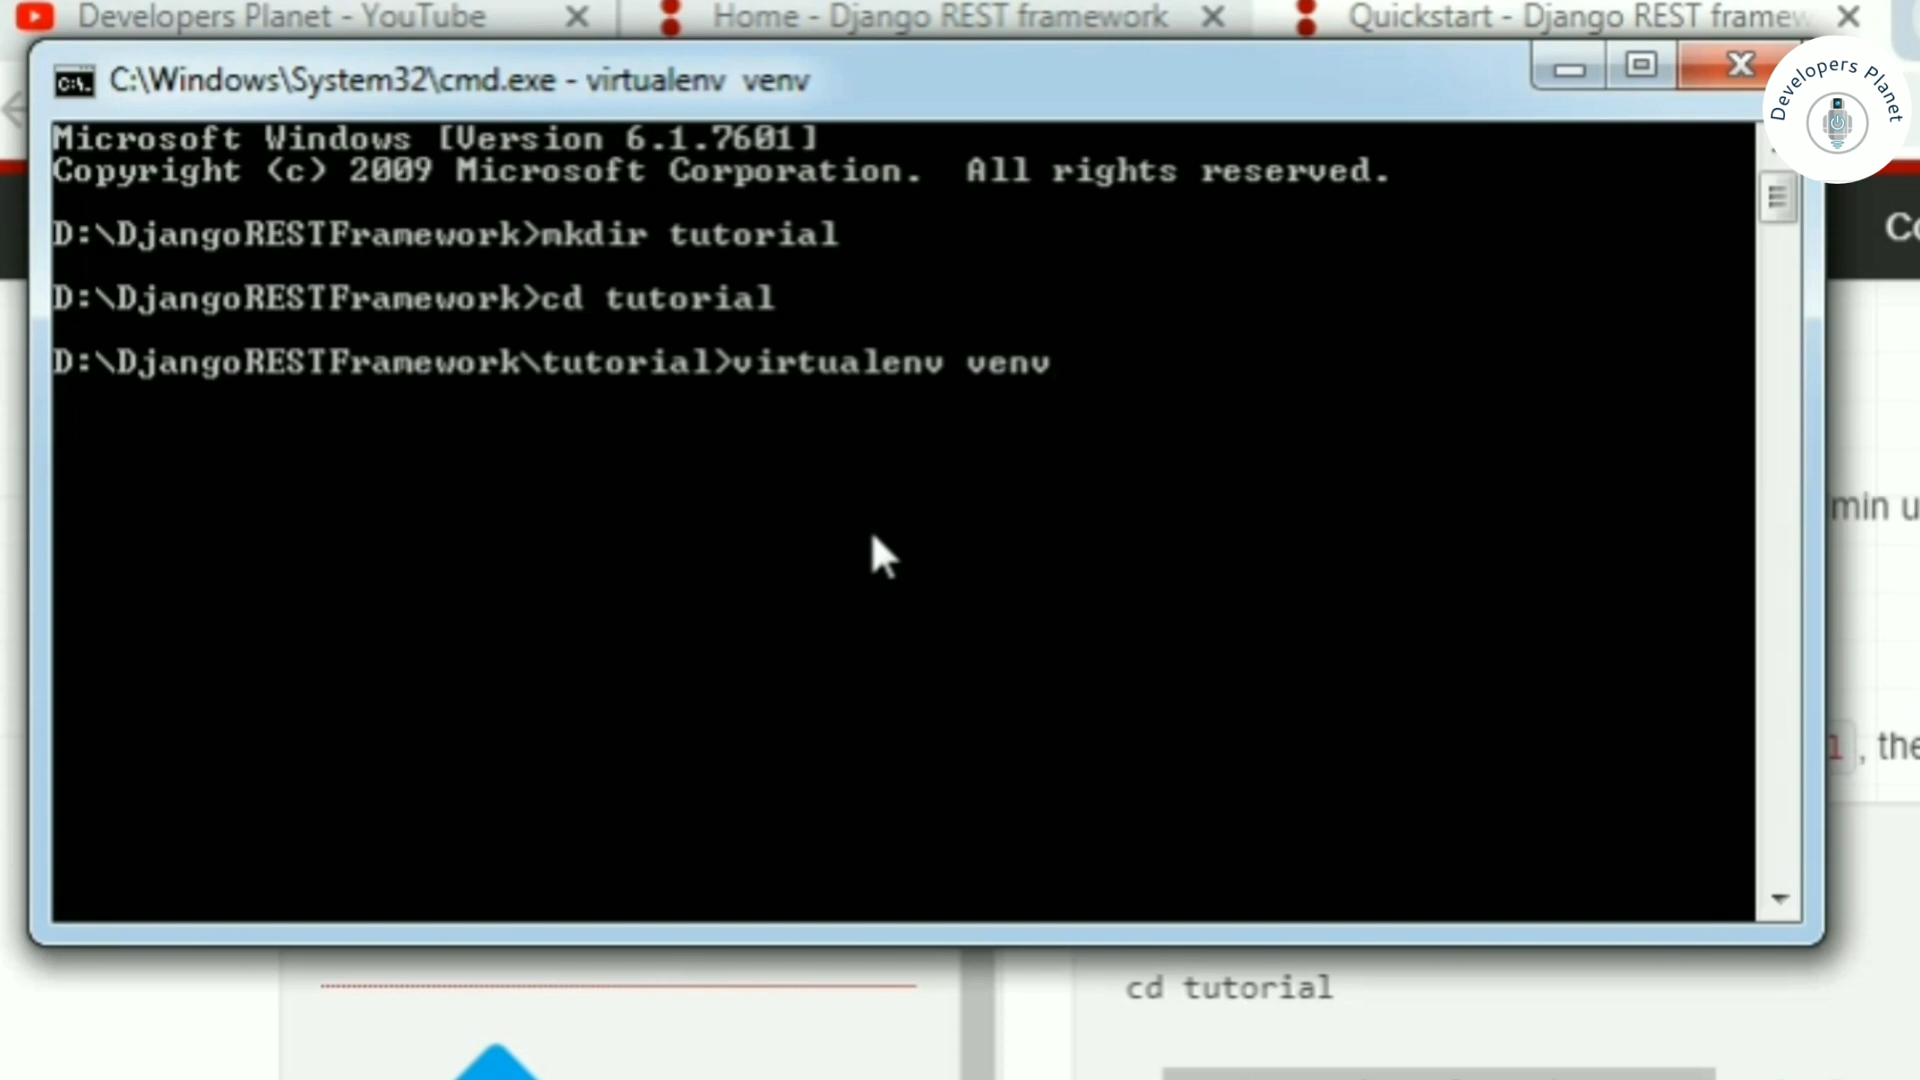 Developers Planet - YouTube
Home - Django REST framework
Quickstart - Django REST framew
C:\Windows\System32\cmd.exe - virtualenv  venv
Developers Planet
Microsoft Windows [Version 6.1.7601]
Copyright (c) 2009 Microsoft Corporation.  All rights reserved.
D:\DjangoRESTFramework>mkdir tutorial
D:\DjangoRESTFramework>cd tutorial
D:\DjangoRESTFramework\tutorial>virtualenv venv
min u
l, the
cd tutorial